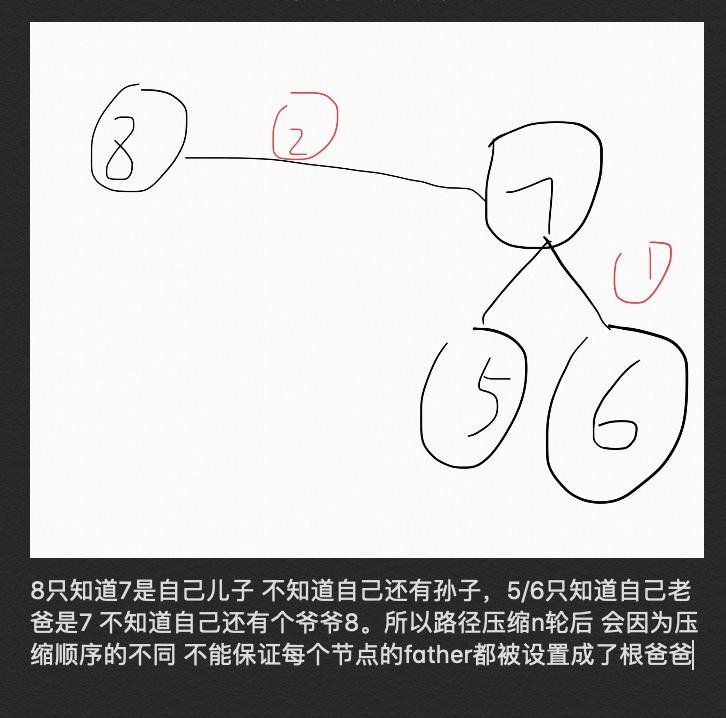 8
②
7
①
5
6
8只知道7是自己儿子 不知道自己还有孙子，5/6只知道自己老
爸是7 不知道自己还有个爷爷8。所以路径压缩n轮后 会因为压
缩顺序的不同 不能保证每个节点的father都被设置成了根爸爸